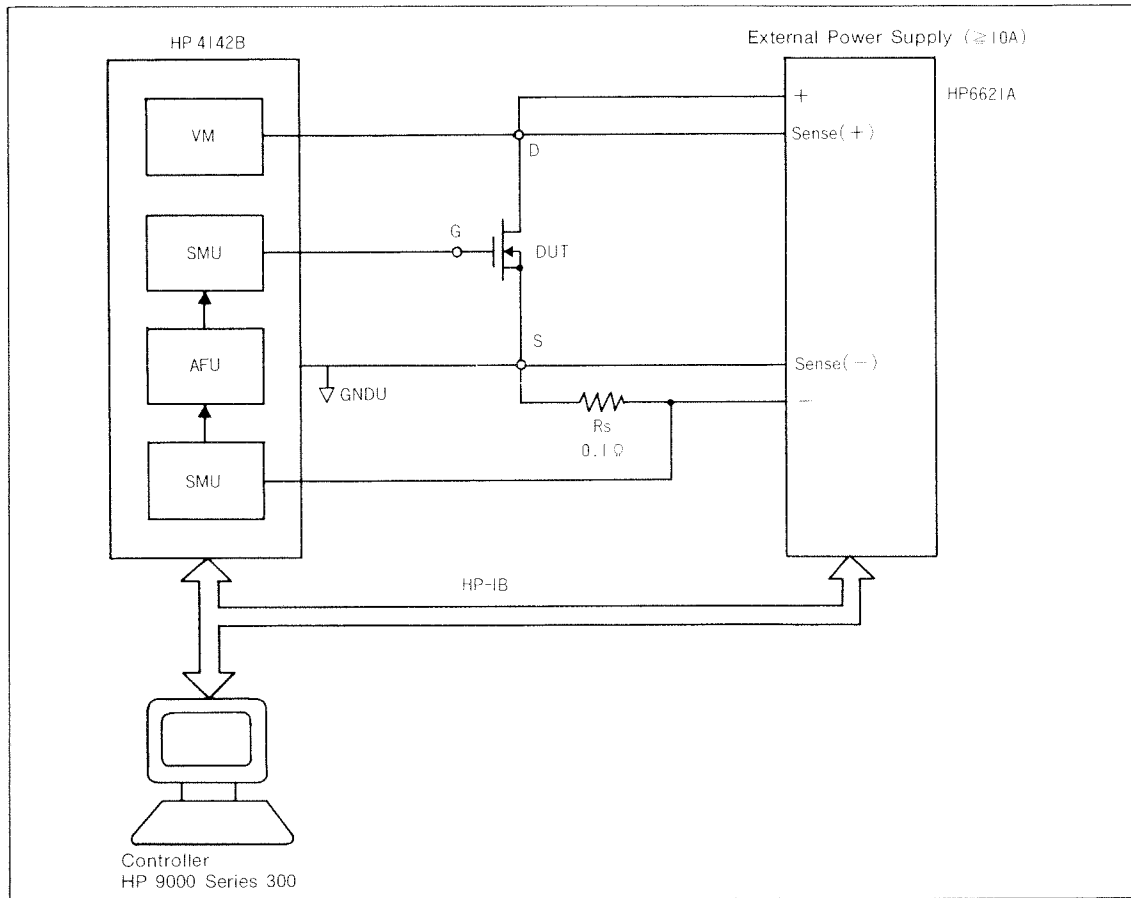 HP 4142B
External Power Supply (≧10A)
HP6621A
VM
+
Sense(+)
D
SMU
G
DUT
AFU
S
Sense(−)
GNDU
−
Rs
0.1Ω
SMU
HP-IB
Controller
HP 9000 Series 300